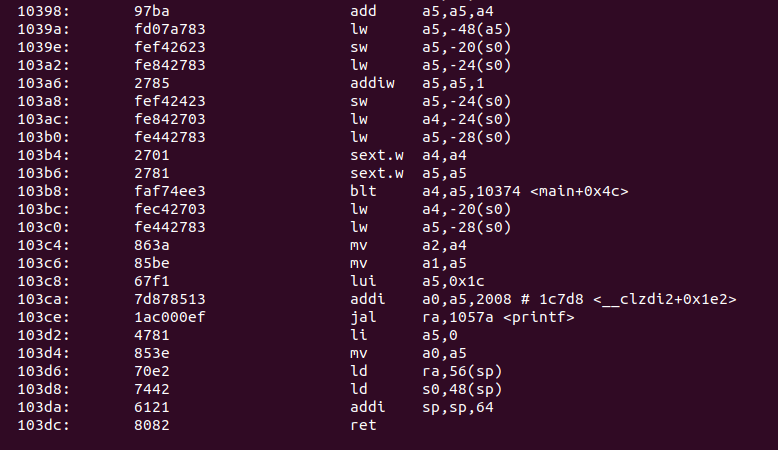 10398: 97ba add a5,a5,a4
1039a: fd07a783 lw a5,-48(a5)
1039e: fef42623 sw a5,-20(s0)
103a2: fe842783 lw a5,-24(s0)
103a6: 2785 addiw a5,a5,1
103a8: fef42423 sw a5,-24(s0)
103ac: fe842703 lw a4,-24(s0)
103b0: fe442783 lw a5,-28(s0)
103b4: 2701 sext.w a4,a4
103b6: 2781 sext.w a5,a5
103b8: faf74ee3 blt a4,a5,10374 <main+0x4c>
103bc: fec42703 lw a4,-20(s0)
103c0: fe442783 lw a5,-28(s0)
103c4: 863a mv a2,a4
103c6: 85be mv a1,a5
103c8: 67f1 lui a5,0x1c
103ca: 7d878513 addi a0,a5,2008 # 1c7d8 <__clzdi2+0x1e2>
103ce: 1ac000ef jal ra,1057a <printf>
103d2: 4781 li a5,0
103d4: 853e mv a0,a5
103d6: 70e2 ld ra,56(sp)
103d8: 7442 ld s0,48(sp)
103da: 6121 addi sp,sp,64
103dc: 8082 ret